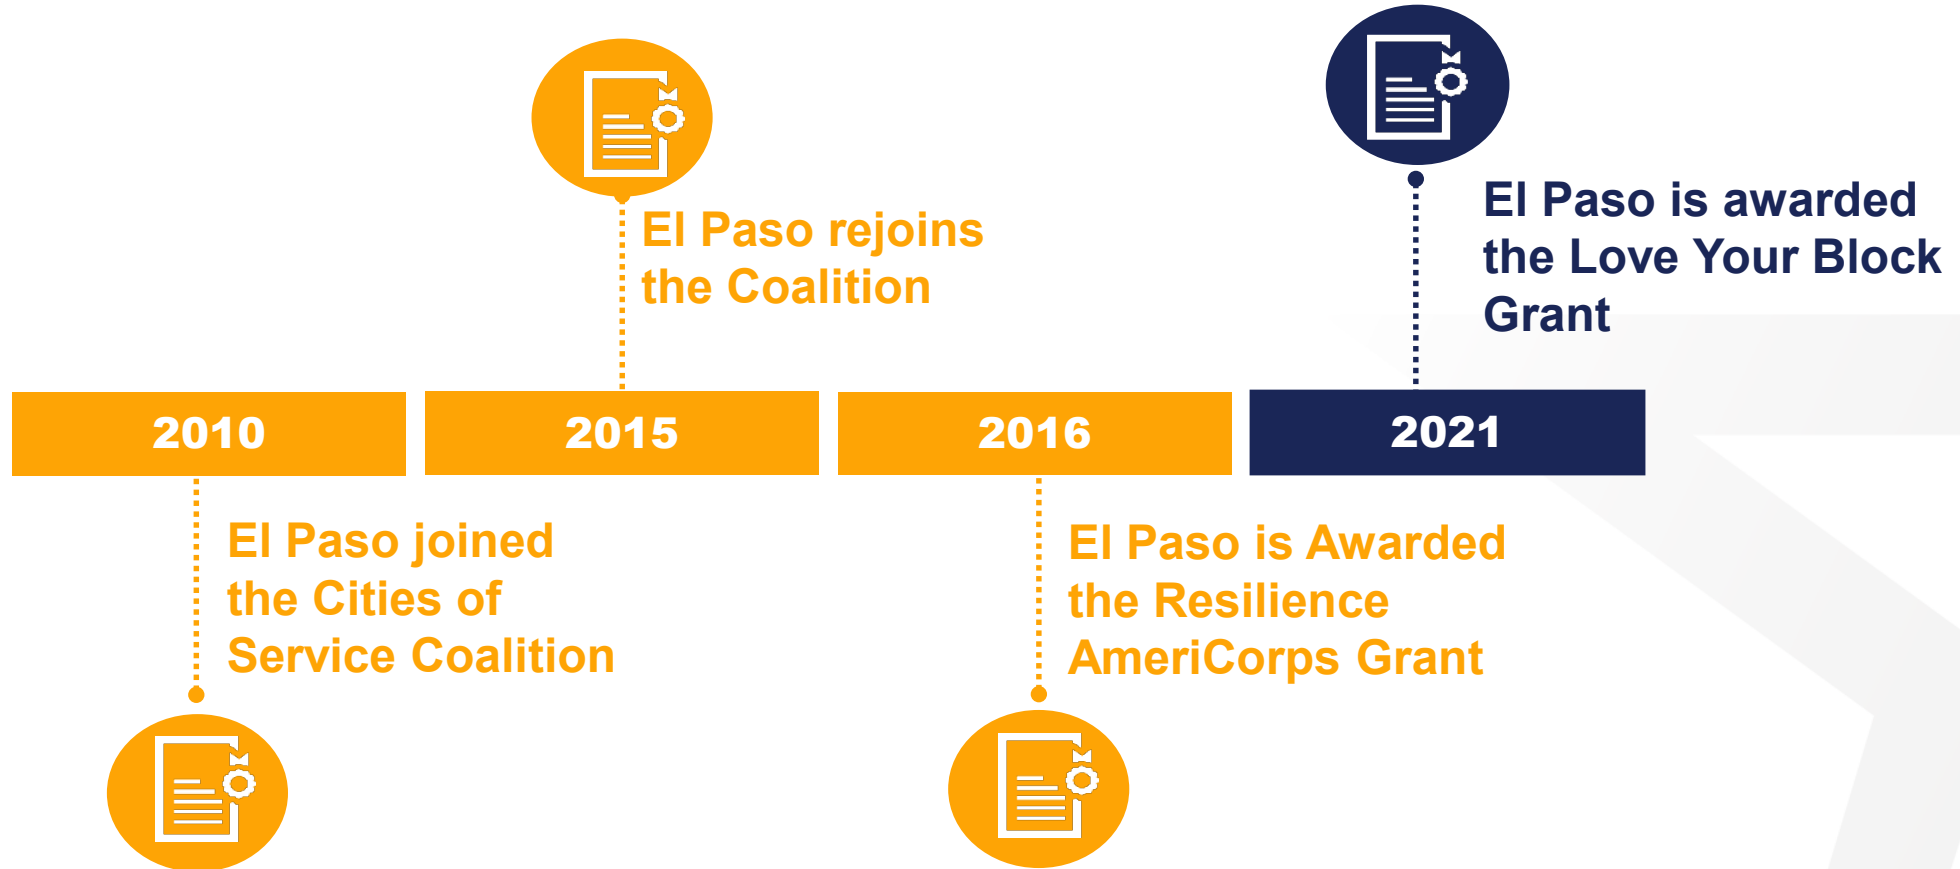 El Paso rejoins
the Coalition
El Paso is awarded
the Love Your Block
Grant
2010
2015
2016
2021
El Paso joined
the Cities of
Service Coalition
El Paso is Awarded
the Resilience
AmeriCorps Grant